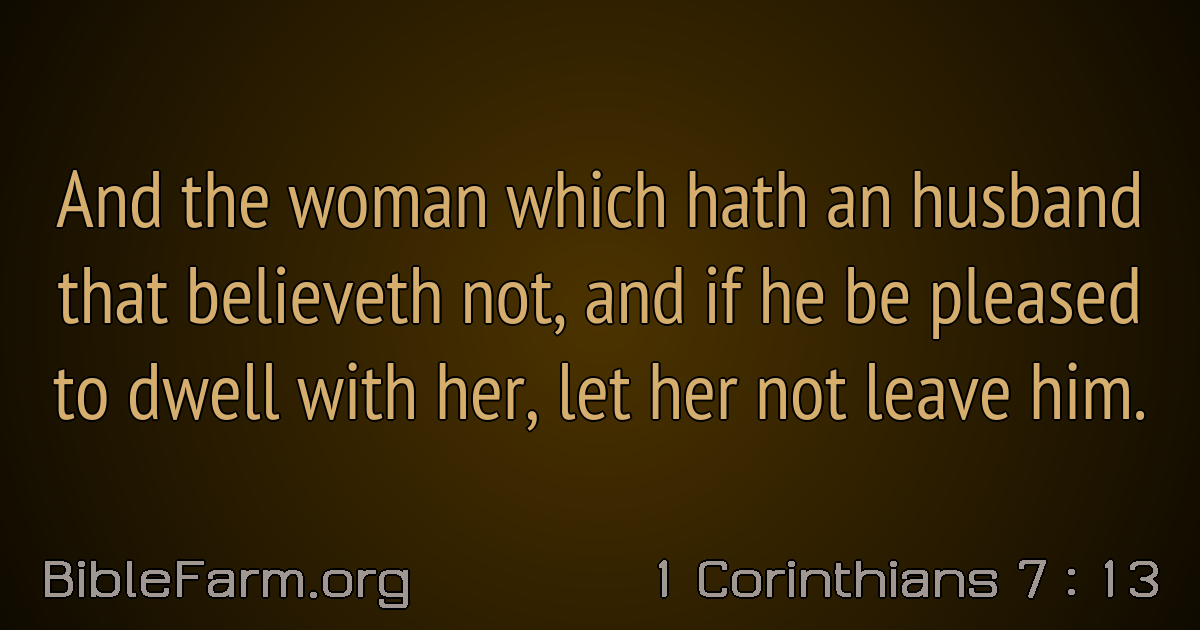 And the woman which hath an husband
that believeth not, and if he be pleased
to dwell with her, let her not leave him.
BibleFarm.org
1 Corinthians 7 : 13